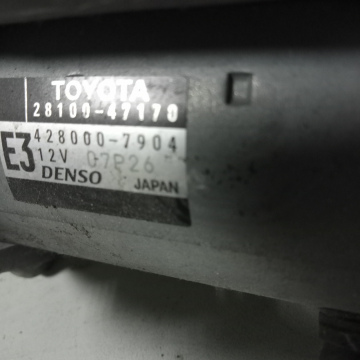 TOYOTA
28100-47170
E3 428000-7904
12V 07P26
DENSO JAPAN